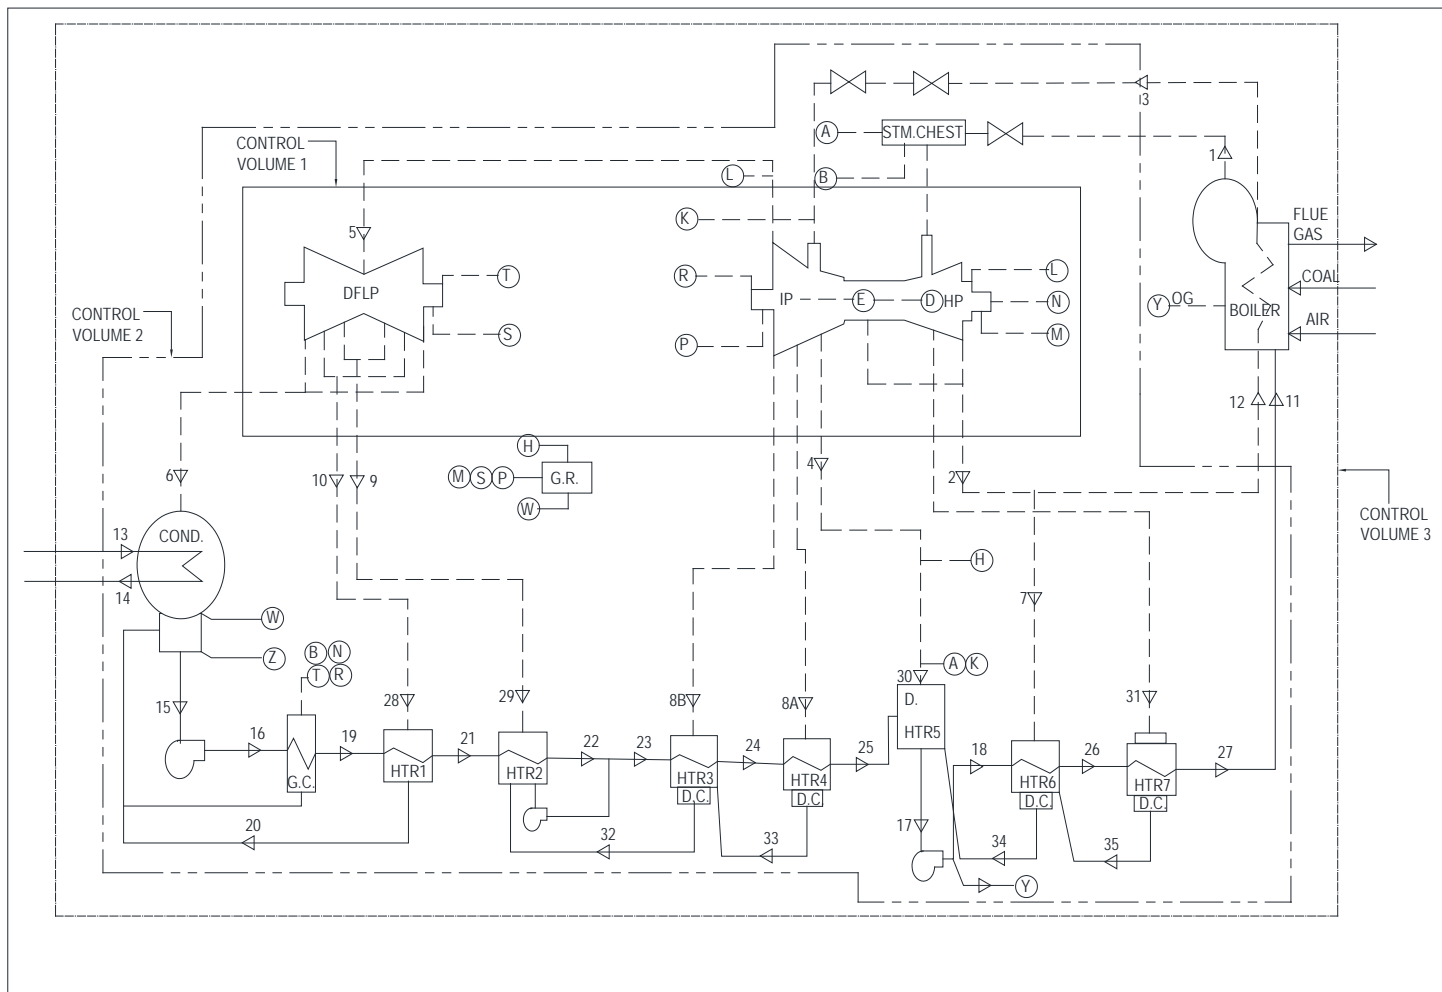 3
A
STM.CHEST
CONTROL
VOLUME 1
1
L
B
FLUE
GAS
K
5
COAL
R
T
L
DFLP
IP
E
D
HP
N
Y
OG
BOILER
CONTROL
VOLUME 2
AIR
S
P
M
12
11
H
10
9
M
S
P
G.R.
4
2
6
W
CONTROL
VOLUME 3
13
COND.
H
14
7
W
B
N
Z
T
R
A
K
30
15
28
29
8B
8A
D.
31
16
19
21
22
23
24
25
HTR5
18
26
27
G.C.
HTR1
HTR2
HTR3
HTR4
HTR6
HTR7
D.C.
D.C
D.C.
D.C.
20
32
33
17
34
35
Y